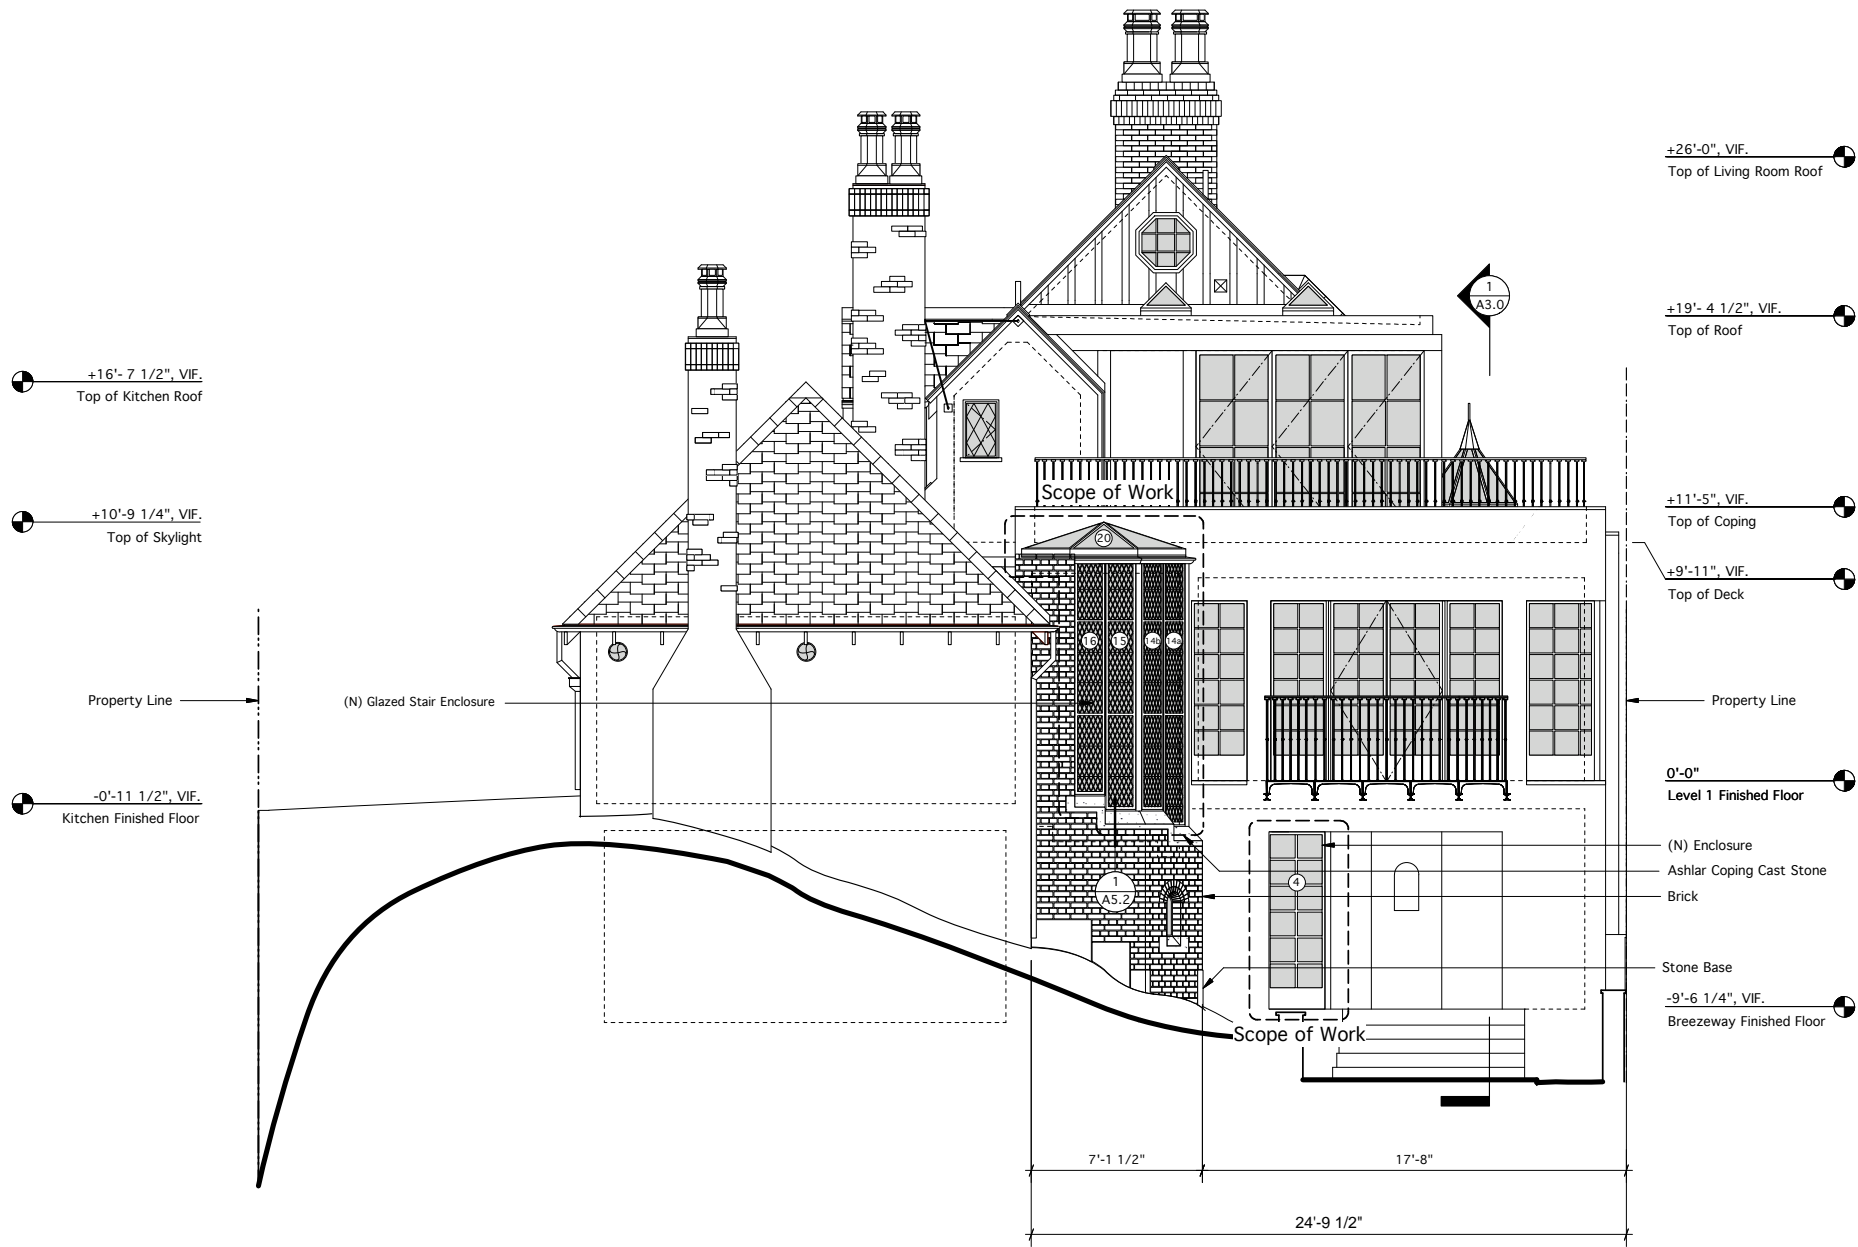 +26'-0", VIF.
Top of Living Room Roof
1
A3.0
+19'- 4 1/2", VIF.
Top of Roof
+16'- 7 1/2", VIF.
Top of Kitchen Roof
Scope of Work
+11'-5", VIF.
Top of Coping
+10'-9 1/4", VIF.
Top of Skylight
20
+9'-11", VIF.
Top of Deck
16
15
14b
14a
Property Line
(N) Glazed Stair Enclosure
Property Line
0'-0"
Level 1 Finished Floor
-0'-11 1/2", VIF.
Kitchen Finished Floor
(N) Enclosure
Ashlar Coping Cast Stone
4
1
A5.2
Brick
Stone Base
-9'-6 1/4", VIF.
Breezeway Finished Floor
Scope of Work
7'-1 1/2"
17'-8"
24'-9 1/2"